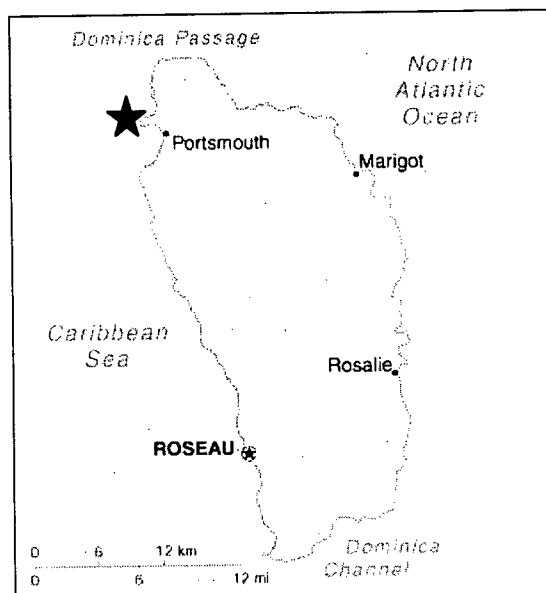 Dominica Passage
North
Atlantic
Ocean
Portsmouth
Marigot
Caribbean
Sea
Rosalie
ROSEAU
0 6 12 km
0 6 12 mi
Dominica
Channel